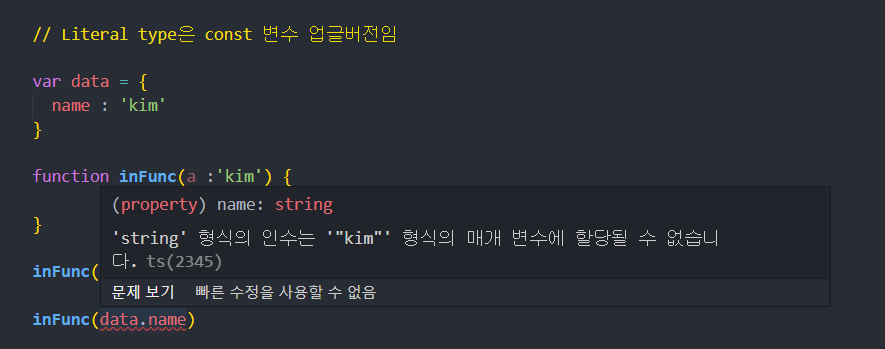 // Literal type은 const 변수 업글버전임
var data = {
name : 'kim'
}
function inFunc(a :'kim') {
(property) name: string
}
'string' 형식의 인수는 '"kim"' 형식의 매개 변수에 할당될 수 없습니
다. ts(2345)
inFunc(
문제 보기 빠른 수정을 사용할 수 없음
inFunc(data.name)